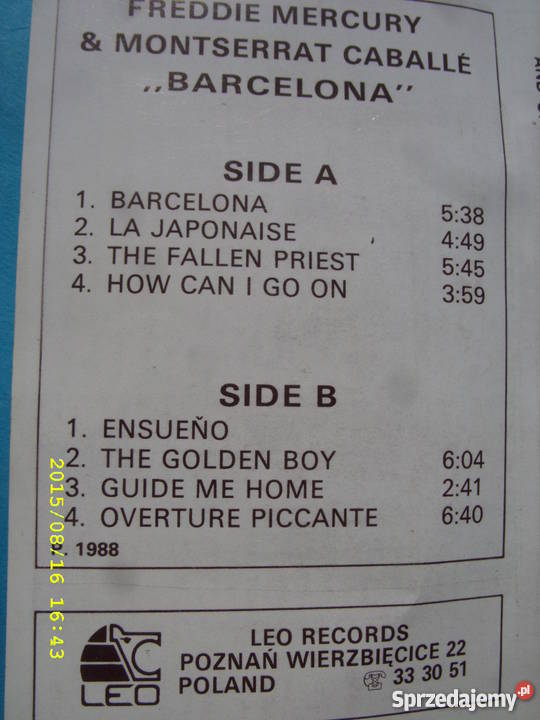 FREDDIE MERCURY
& MONTSERRAT CABALLÉ
,,BARCELONA"
SIDE A
1. BARCELONA 5:38
2. LA JAPONAISE 4:49
3. THE FALLEN PRIEST 5:45
4. HOW CAN I GO ON 3:59
SIDE B
1. ENSUEŇO
2. THE GOLDEN BOY 6:04
3. GUIDE ME HOME 2:41
4. OVERTURE PICCANTE 6:40
P. 1988
LEO
LEO RECORDS
POZNAŃ WIERZBIĘCICE 22
POLAND ☎ 33 30 51
2015/08/16 16:43
Sprzedajemy.pl